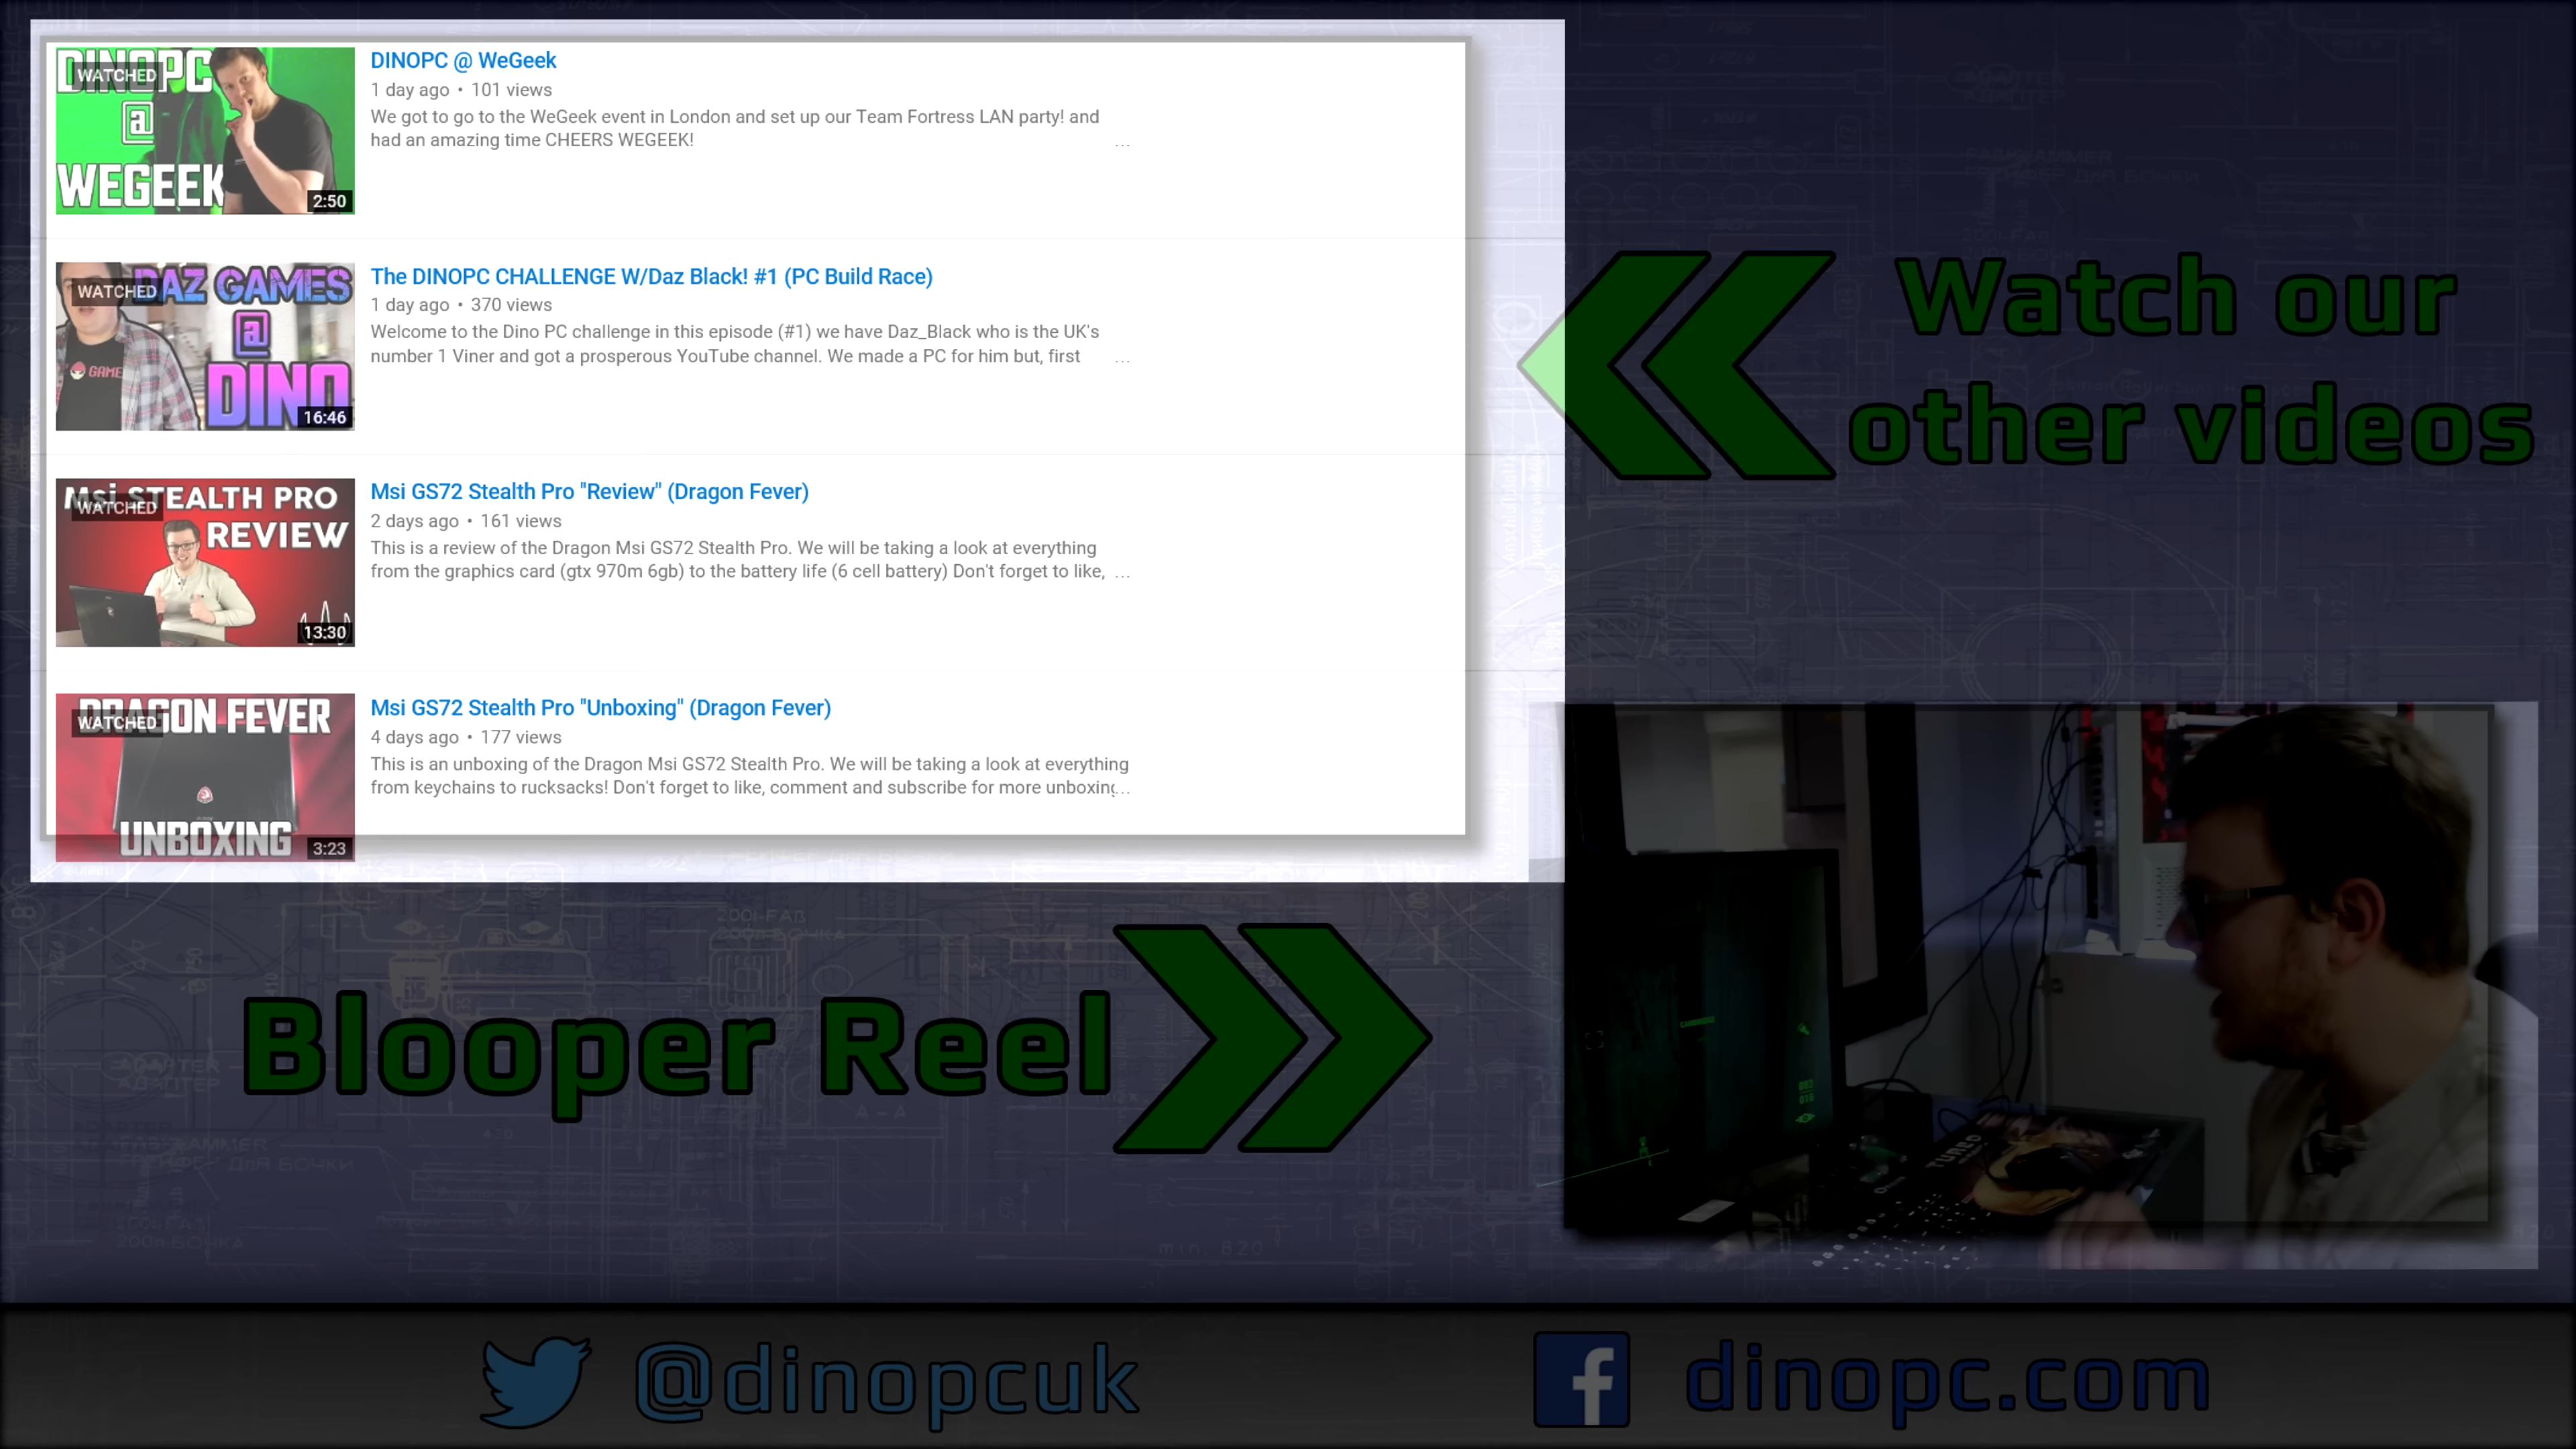 DINOPC
WATCHED
@
WEGEEK
2:50
DINOPC @ WeGeek
1 day ago • 101 views
We got to go to the WeGeek event in London and set up our Team Fortress LAN party! and
had an amazing time CHEERS WEGEEK!
...
DAZ GAMES
WATCHED
@
DINO
GAME
16:46
The DINOPC CHALLENGE W/Daz Black! #1 (PC Build Race)
1 day ago • 370 views
Welcome to the Dino PC challenge in this episode (#1) we have Daz_Black who is the UK's
number 1 Viner and got a prosperous YouTube channel. We made a PC for him but, first ...
Msi STEALTH PRO
WATCHED
REVIEW
13:30
Msi GS72 Stealth Pro "Review" (Dragon Fever)
2 days ago • 161 views
This is a review of the Dragon Msi GS72 Stealth Pro. We will be taking a look at everything
from the graphics card (gtx 970m 6gb) to the battery life (6 cell battery) Don't forget to like, ...
DRAGON FEVER
WATCHED
UNBOXING
3:23
Msi GS72 Stealth Pro "Unboxing" (Dragon Fever)
4 days ago • 177 views
This is an unboxing of the Dragon Msi GS72 Stealth Pro. We will be taking a look at everything
from keychains to rucksacks! Don't forget to like, comment and subscribe for more unboxing...
Watch our
other videos
Blooper Reel
TURBO
ADAPTER
АДАПТЕР
min. 820
@dinopcuk
dinopc.com